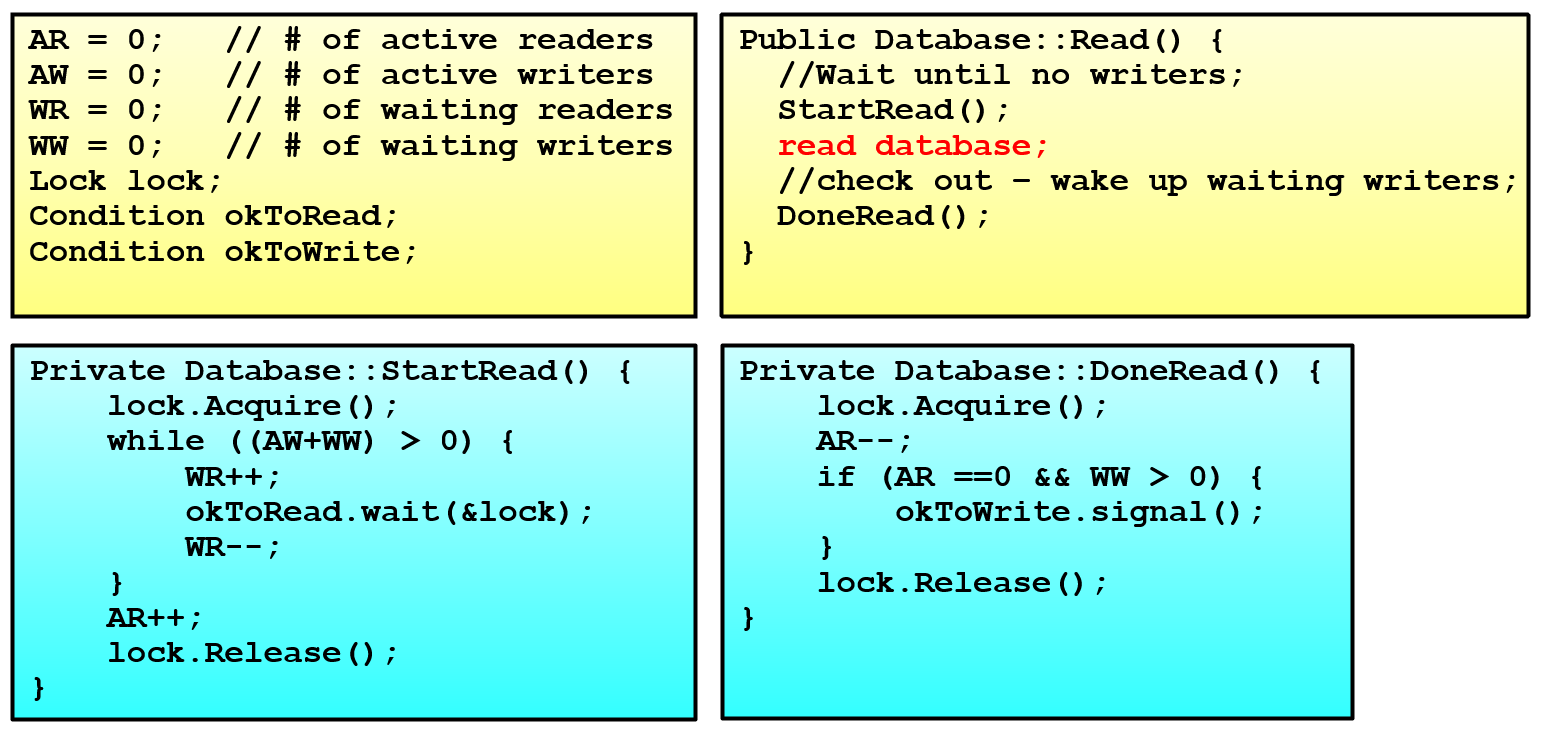 AR = 0;   // # of active readers
AW = 0;   // # of active writers
WR = 0;   // # of waiting readers
WW = 0;   // # of waiting writers
Lock lock;
Condition okToRead;
Condition okToWrite;
Public Database::Read() {
  //Wait until no writers;
  StartRead();
  read database;
  //check out – wake up waiting writers;
  DoneRead();
}
Private Database::StartRead() {
    lock.Acquire();
    while ((AW+WW) > 0) {
        WR++;
        okToRead.wait(&lock);
        WR--;
    }
    AR++;
    lock.Release();
}
Private Database::DoneRead() {
    lock.Acquire();
    AR--;
    if (AR ==0 && WW > 0) {
        okToWrite.signal();
    }
    lock.Release();
}